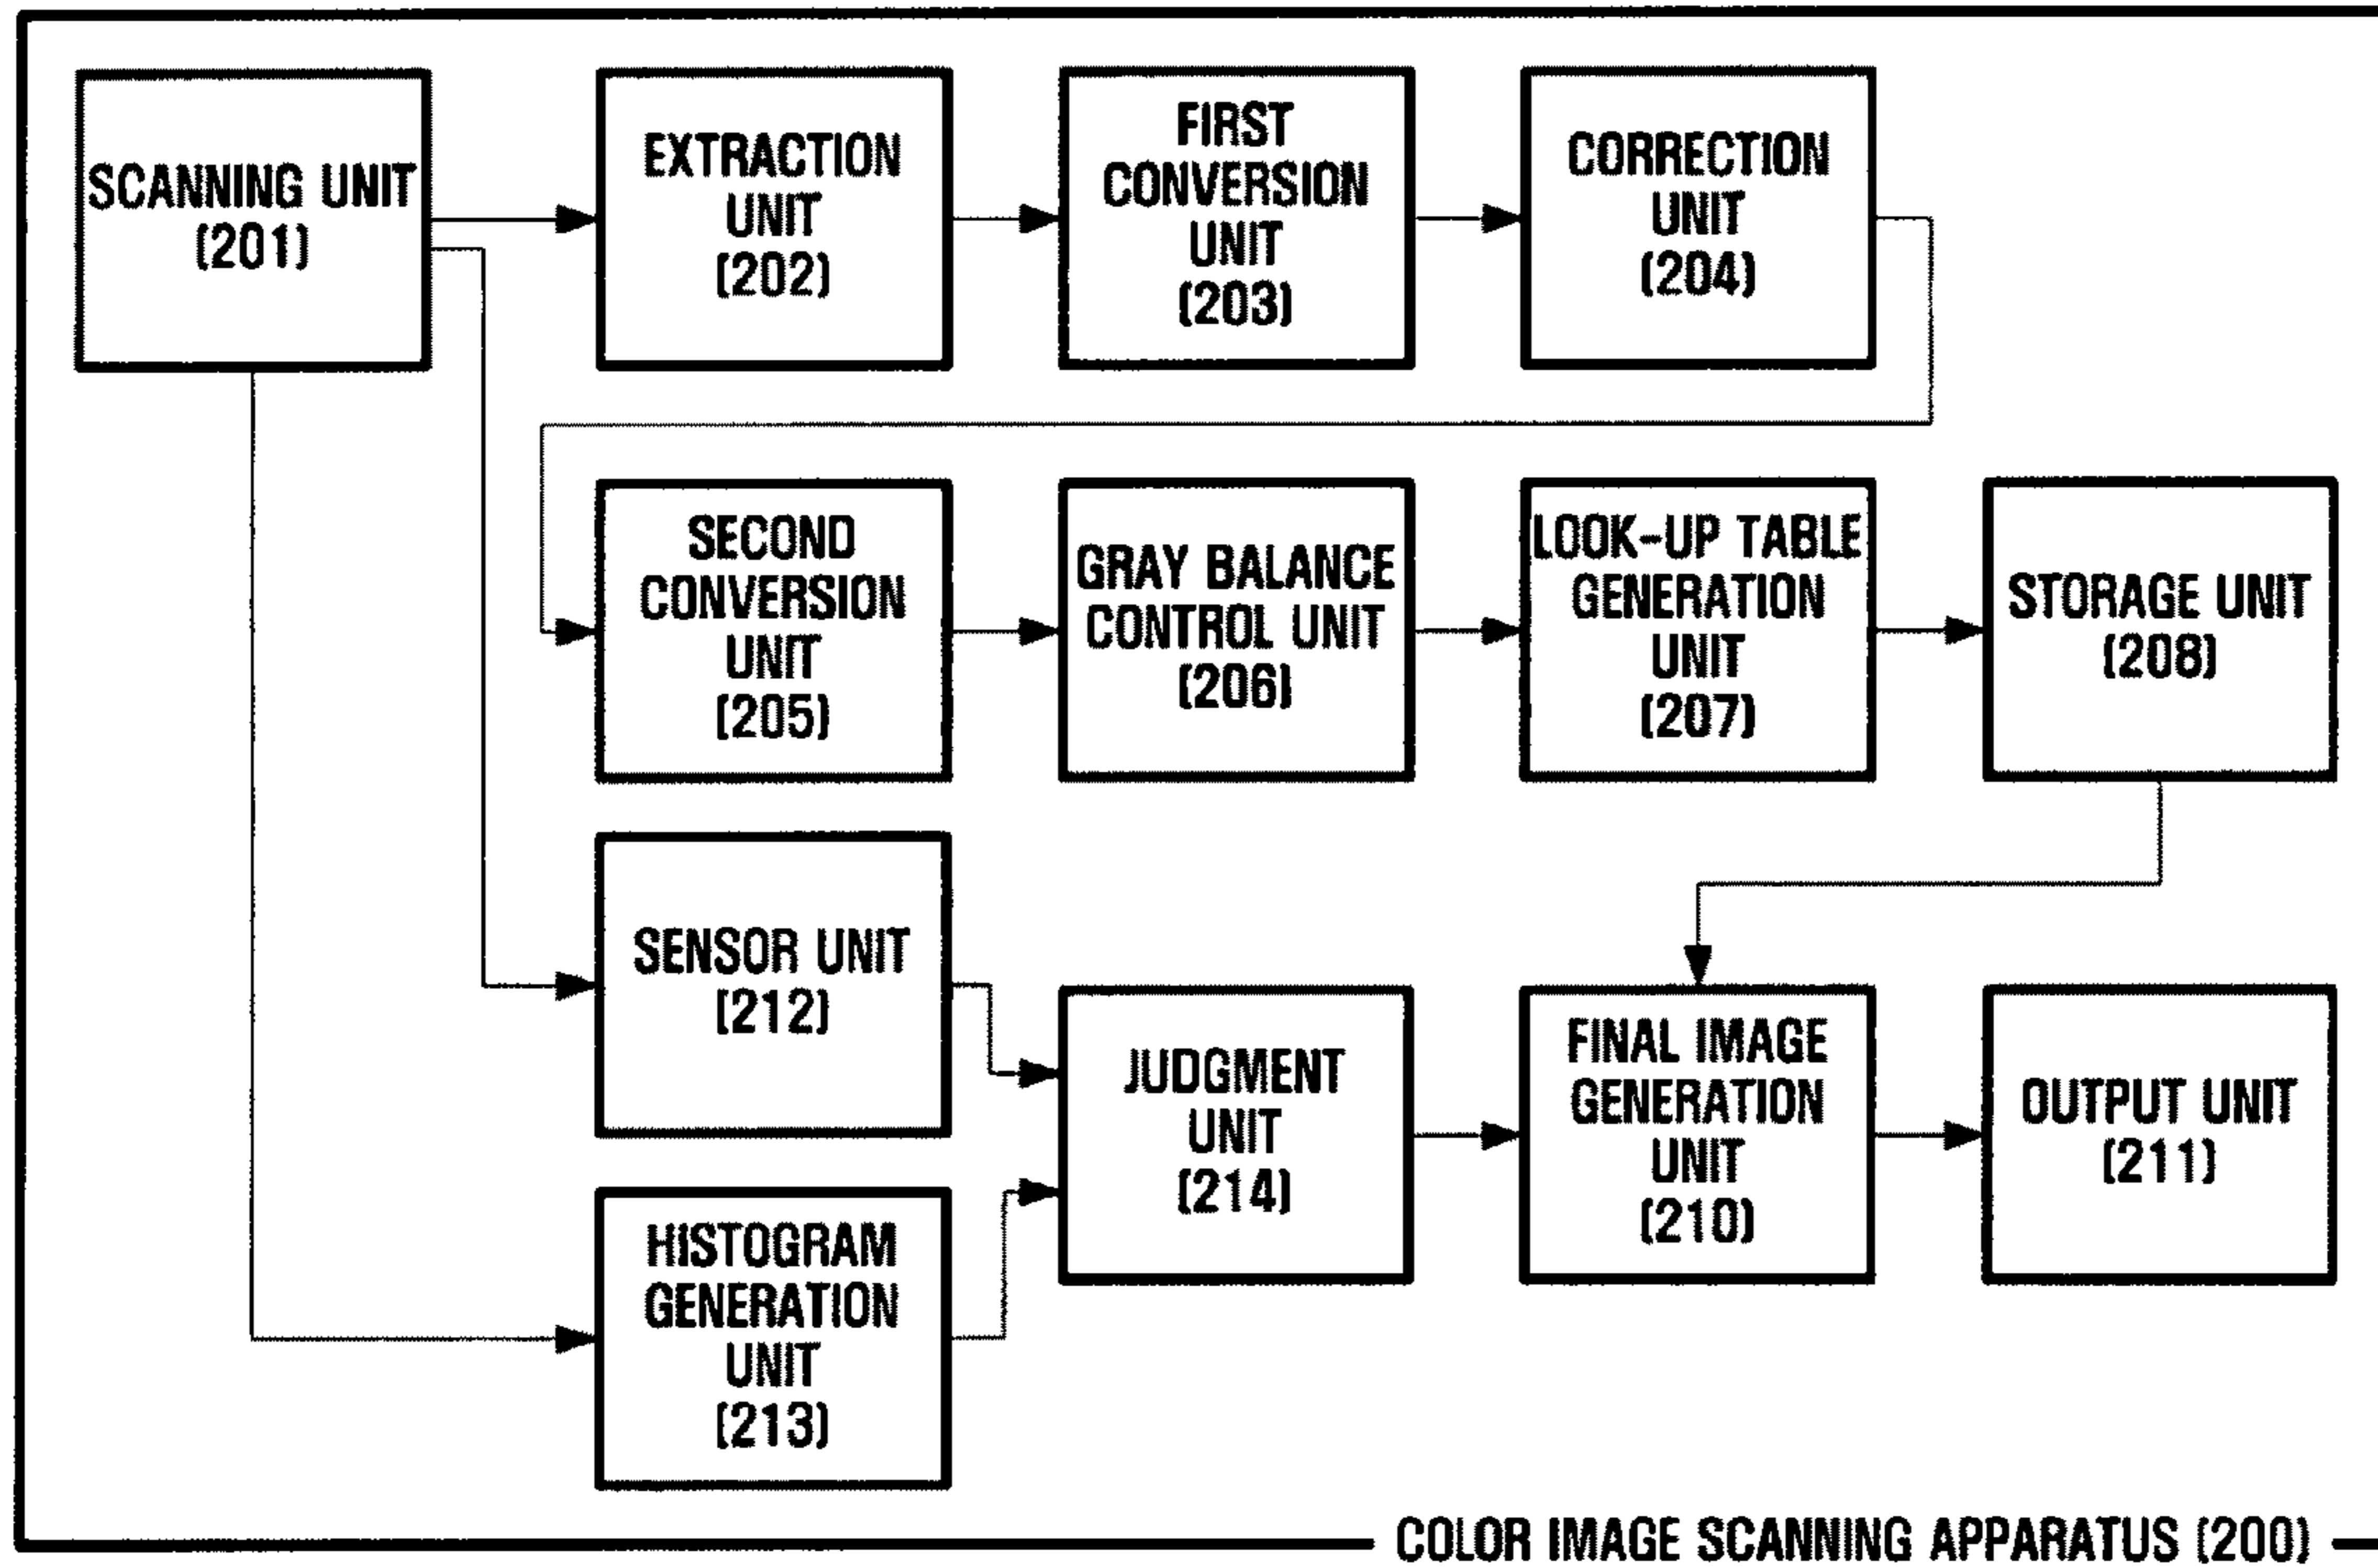 SCANNING UNIT
(201)
EXTRACTION
UNIT
(202)
FIRST
CONVERSION
UNIT
(203)
CORRECTION
UNIT
(204)
SECOND
CONVERSION
UNIT
(205)
GRAY BALANCE
CONTROL UNIT
(206)
LOOK-UP TABLE
GENERATION
UNIT
(207)
STORAGE UNIT
(208)
SENSOR UNIT
(212)
HISTOGRAM
GENERATION
UNIT
(213)
JUDGMENT
UNIT
(214)
FINAL IMAGE
GENERATION
UNIT
(210)
OUTPUT UNIT
(211)
COLOR IMAGE SCANNING APPARATUS (200)